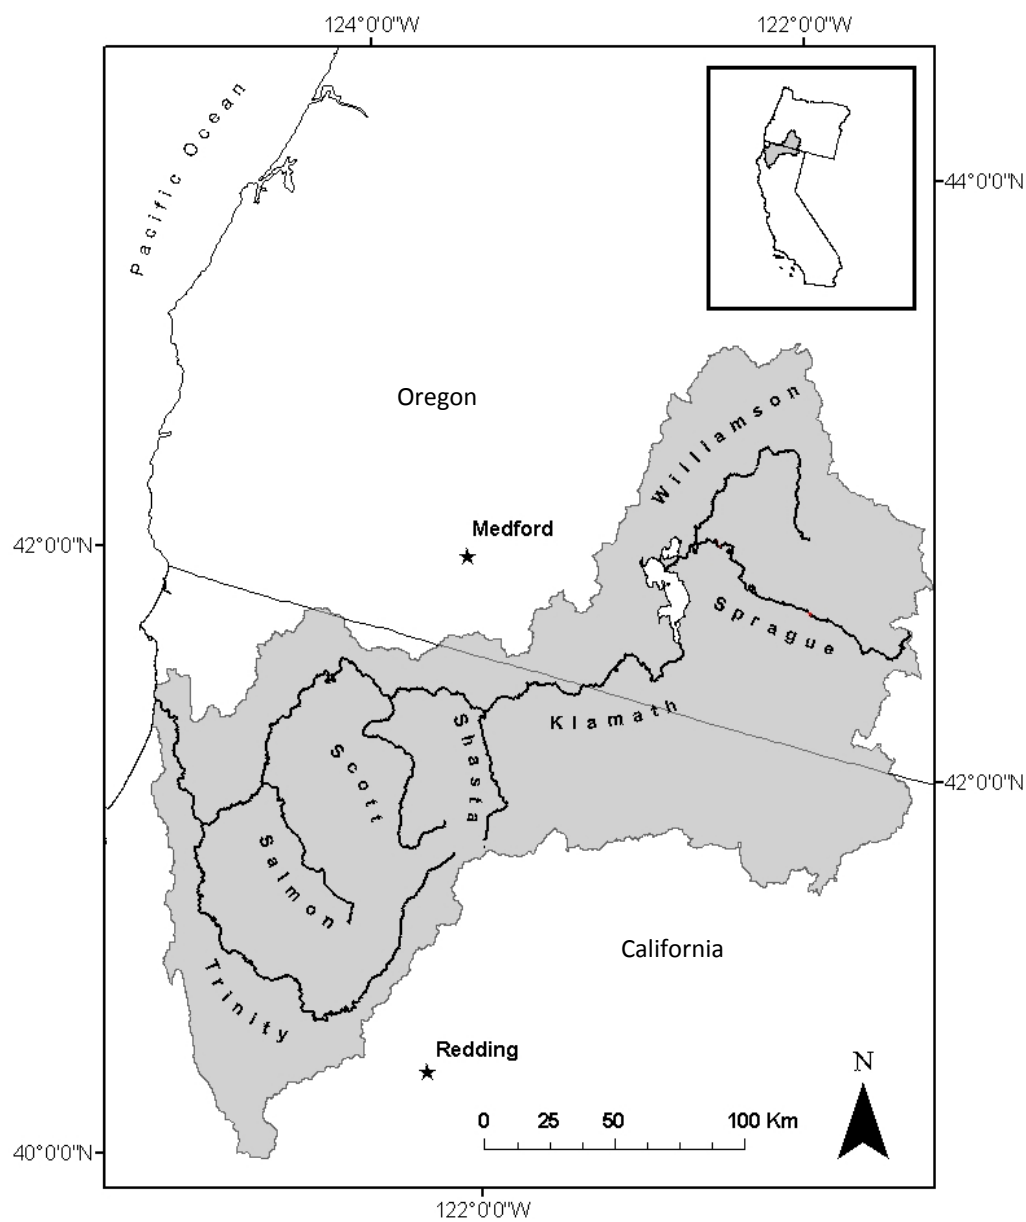 124°0'0"W
122°0'0"W
Pacific Ocean
44°0'0"N
Oregon
Williamson
Medford
42°0'0"N
Sprague
Klamath
Shasta
Scott
42°0'0"N
Salmon
California
Trinity
Redding
N
0 25 50 100 Km
40°0'0"N
122°0'0"W